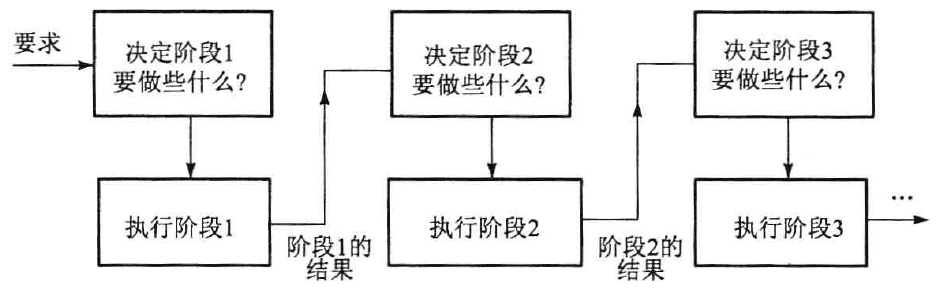 要求
决定阶段1
要做些什么?
执行阶段1
阶段1的
结果
决定阶段2
要做些什么?
执行阶段2
阶段2的
结果
决定阶段3
要做些什么?
执行阶段3
...